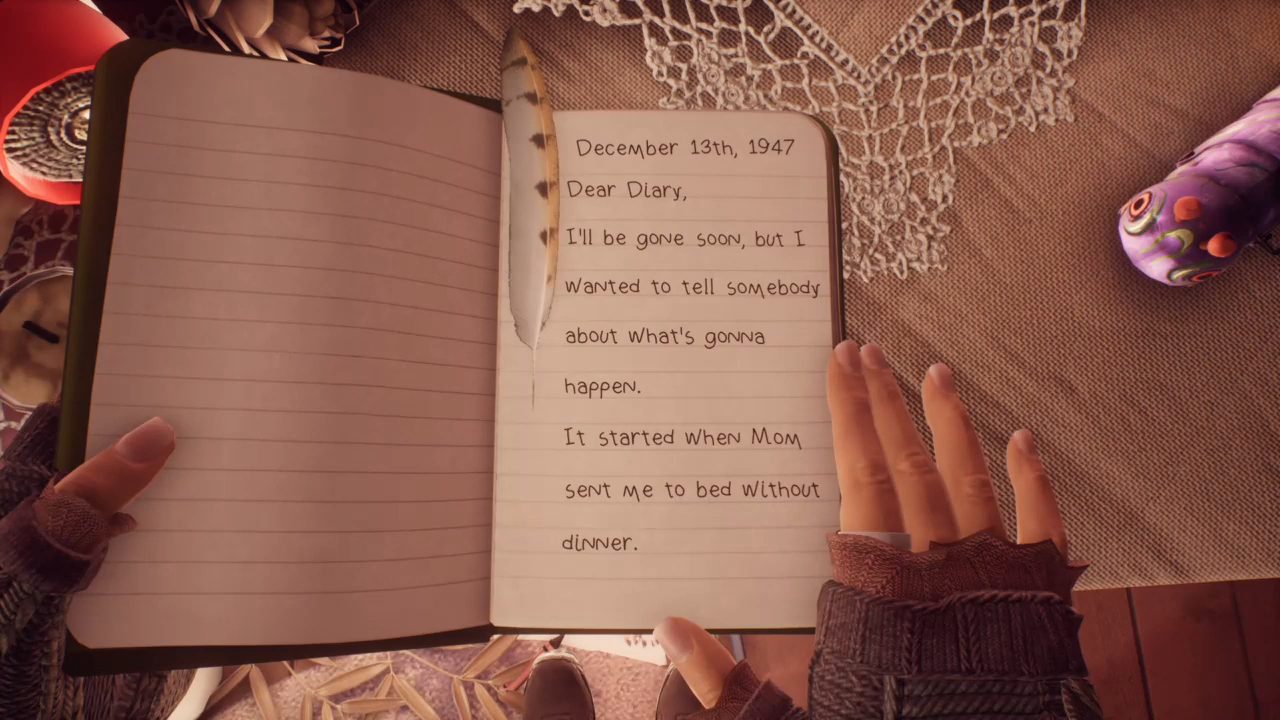 December 13th, 1947
Dear Diary,
I'll be gone soon, but I
wanted to tell somebody
about what's gonna
happen.
It started when Mom
sent me to bed without
dinner.